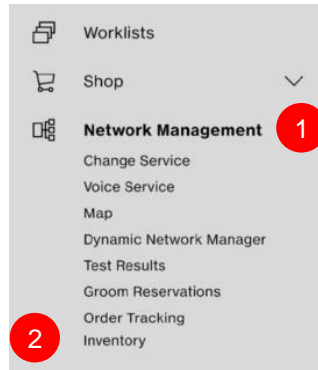 Worklists
Shop
Network Management 1
Change Service
Voice Service
Map
Dynamic Network Manager
Test Results
Groom Reservations
Order Tracking
2 Inventory